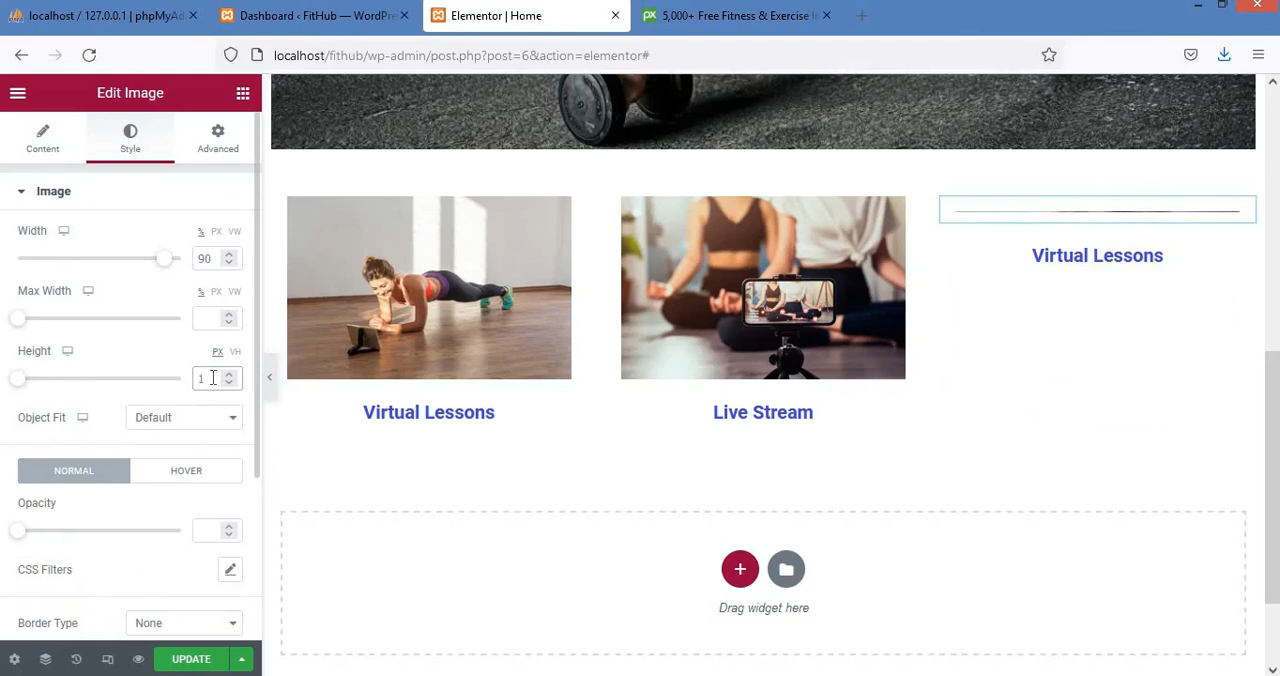 localhost / 127.0.0.1 | phpMyAd
Dashboard ‹ FitHub — WordPre
Elementor | Home
5,000+ Free Fitness & Exercise
localhost/fithub/wp-admin/post.php?post=6&action=elementor#
Edit Image
Content
Style
Advanced
Image
Width
% PX VW
90
Max Width
% PX VW
Height
PX VH
1
Object Fit
Default
NORMAL
HOVER
Opacity
CSS Filters
Border Type
None
UPDATE
Virtual Lessons
Live Stream
Virtual Lessons
Drag widget here